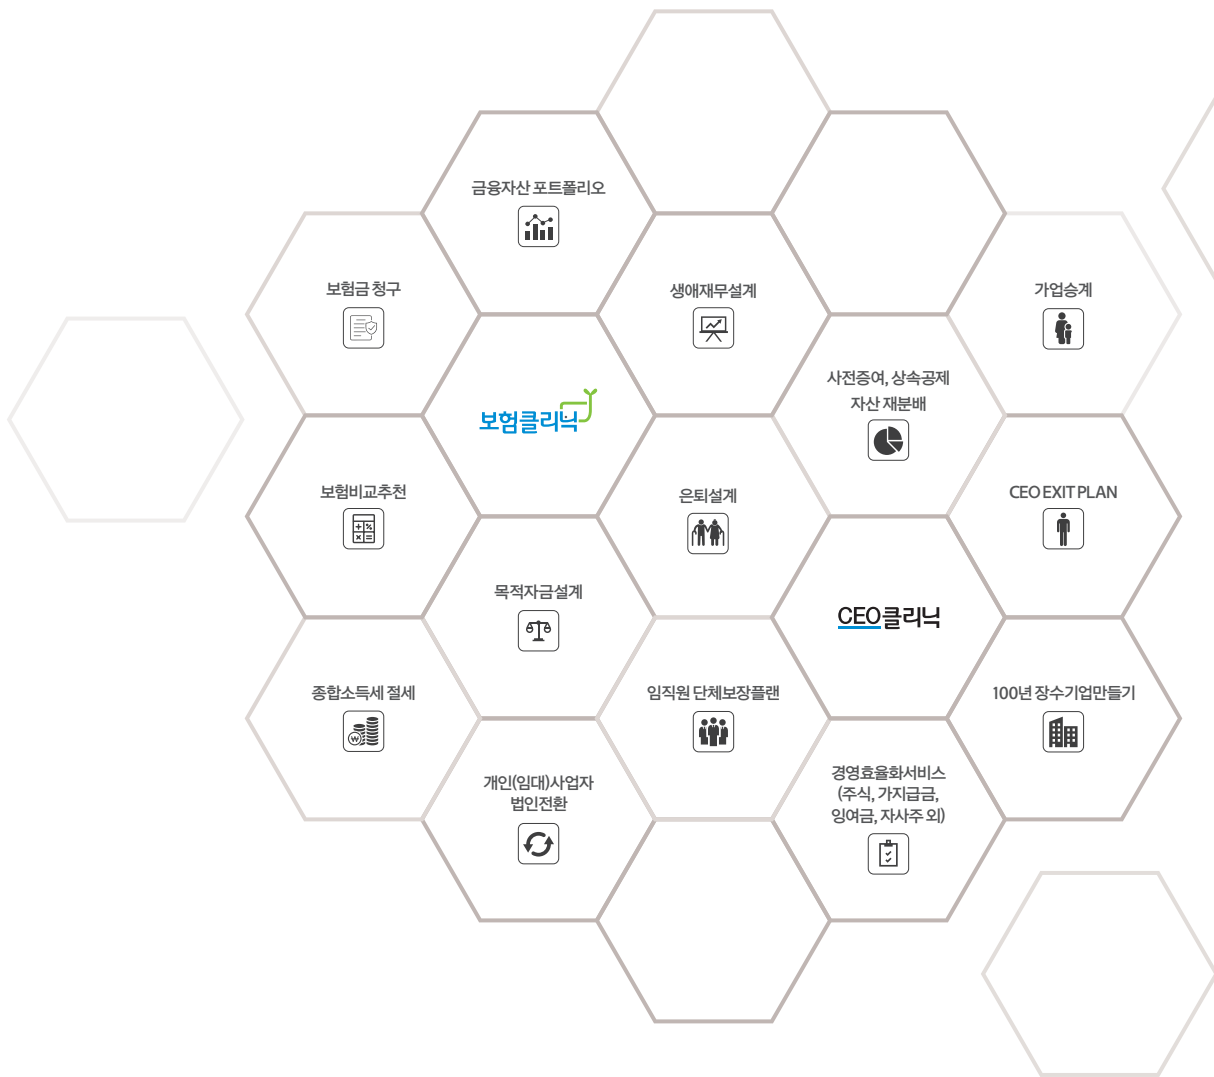 금융자산 포트폴리오
보험금 청구
생애재무설계
가업승계
사전증여, 상속공제
자산 재분배
보험클리닉
보험비교추천
은퇴설계
CEO EXIT PLAN
목적자금설계
CEO클리닉
종합소득세 절세
임직원 단체보장플랜
100년 장수기업만들기
개인(임대)사업자
법인전환
경영효율화서비스
(주식, 가지급금,
잉여금, 자사주 외)